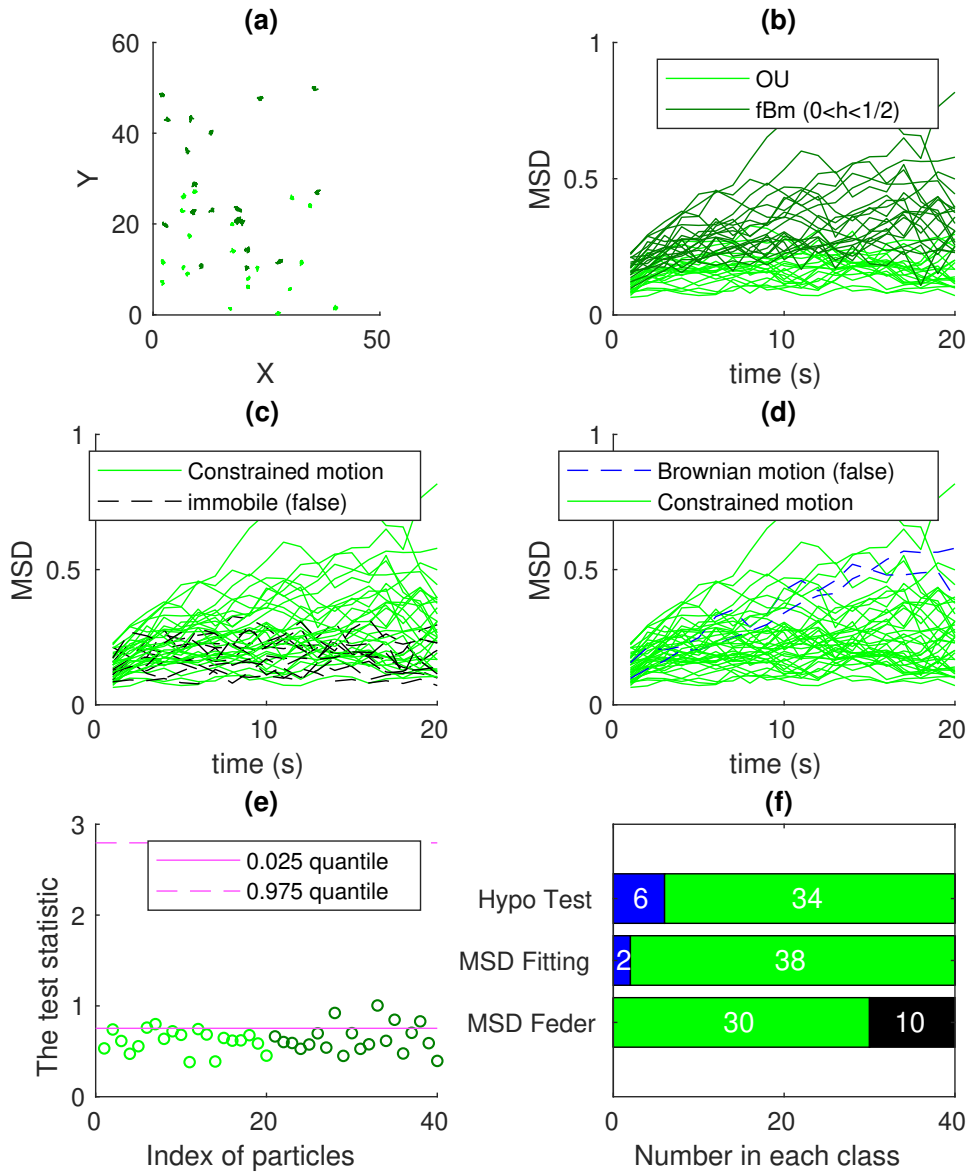 (a)
60
40
20
0
Y
0
50
X
(b)
1
0.5
0
MSD
OU
fBm (0<h<1/2)
0
10
20
time (s)
(c)
1
0.5
0
MSD
Constrained motion
immobile (false)
0
10
20
time (s)
(d)
1
0.5
0
MSD
Brownian motion (false)
Constrained motion
0
10
20
time (s)
(e)
3
2
1
0
The test statistic
0.025 quantile
0.975 quantile
0
20
40
Index of particles
(f)
Hypo Test
6
34
MSD Fitting
2
38
MSD Feder
30
10
0
20
40
Number in each class